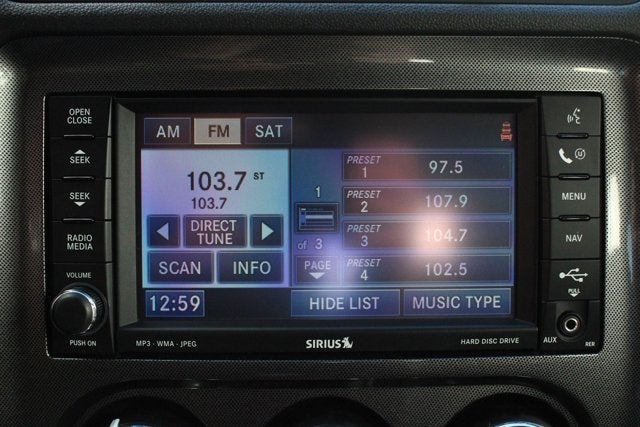 OPEN
CLOSE
SEEK
SEEK
RADIO
MEDIA
VOLUME
PUSH ON
AM FM SAT
103.7 ST
103.7
DIRECT
TUNE
SCAN INFO
12:59
1
of 3
PAGE
PRESET
1 97.5
PRESET
2 107.9
PRESET
3 104.7
PRESET
4 102.5
HIDE LIST MUSIC TYPE
MENU
NAV
PULL
AUX RER
MP3 - WMA - JPEG SIRIUS HARD DISC DRIVE